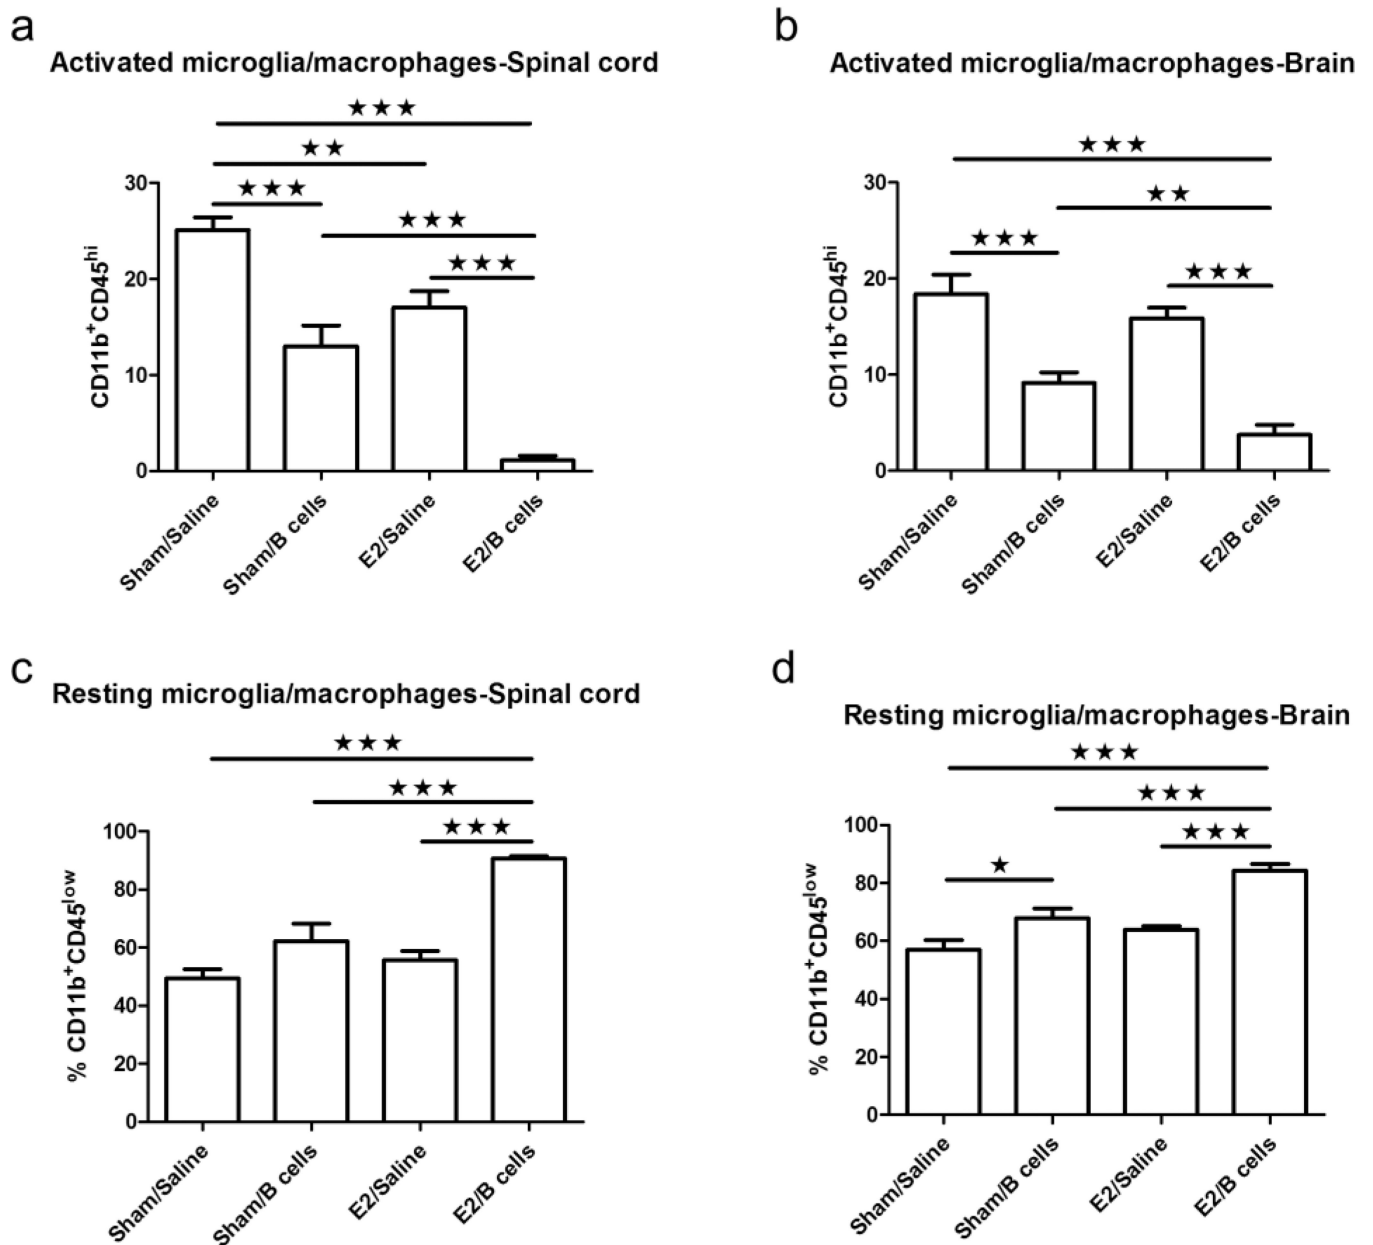 a
Activated microglia/macrophages-Spinal cord
★★★
★★
★★★
★★★
★★★
30
20
10
0
CD11b+CD45hi
Sham/Saline
Sham/B cells
E2/Saline
E2/B cells
b
Activated microglia/macrophages-Brain
★★★
★★
★★★
★★★
30
20
10
0
CD11b+CD45hi
Sham/Saline
Sham/B cells
E2/Saline
E2/B cells
c
Resting microglia/macrophages-Spinal cord
★★★
★★★
★★★
100
80
60
40
20
0
% CD11b+CD45low
Sham/Saline
Sham/B cells
E2/Saline
E2/B cells
d
Resting microglia/macrophages-Brain
★★★
★★★
★★★
★
100
80
60
40
20
0
% CD11b+CD45low
Sham/Saline
Sham/B cells
E2/Saline
E2/B cells